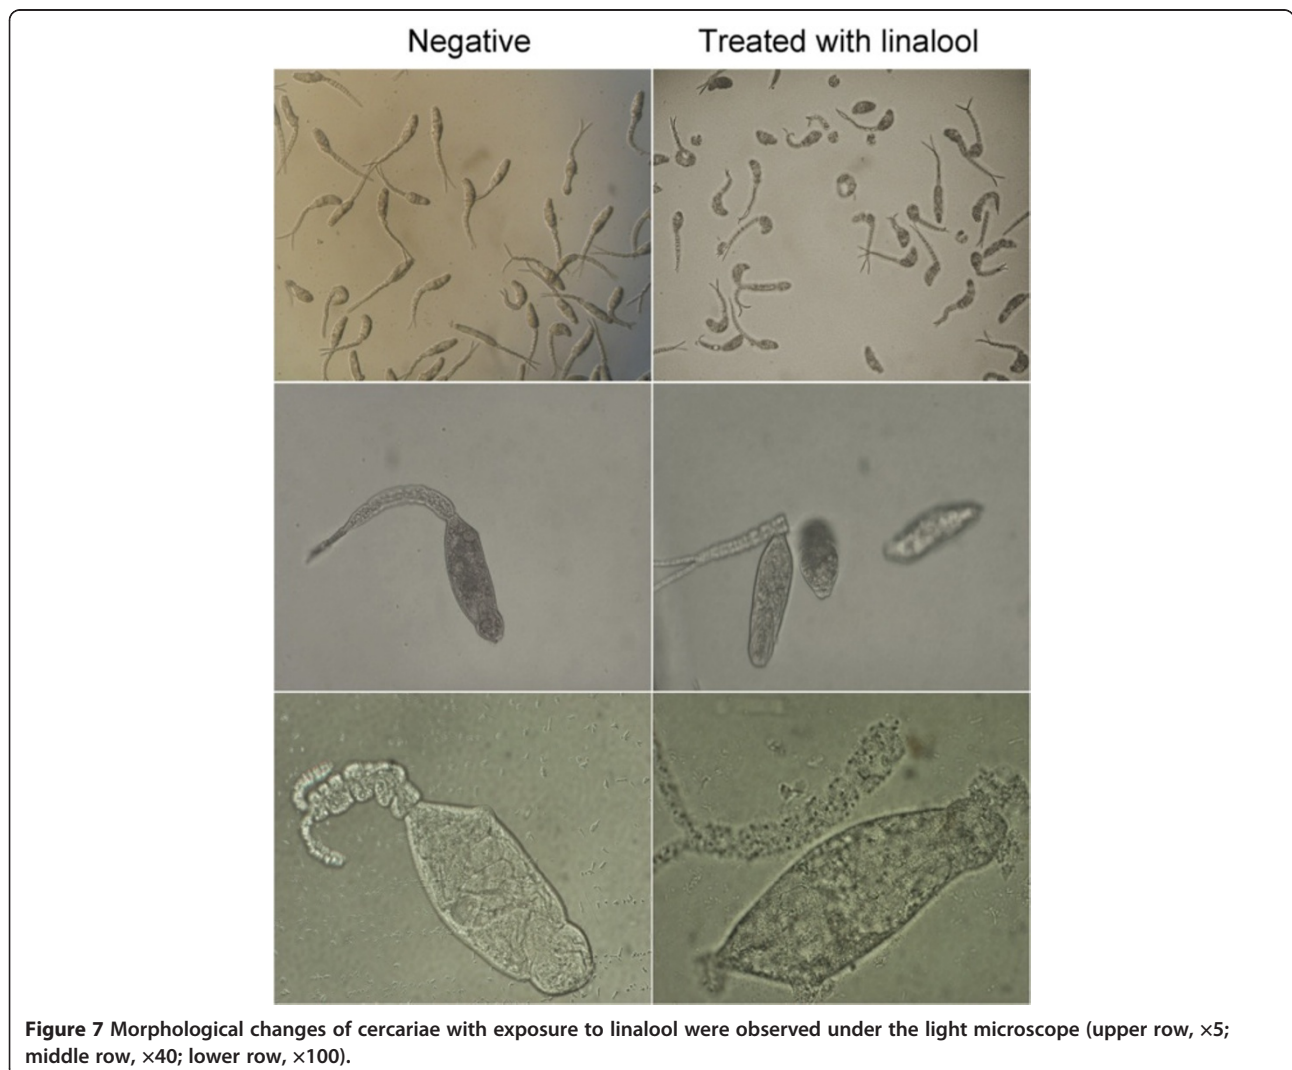 Negative
Treated with linalool
Figure 7 Morphological changes of cercariae with exposure to linalool were observed under the light microscope (upper row, ×5;
middle row, ×40; lower row, ×100).